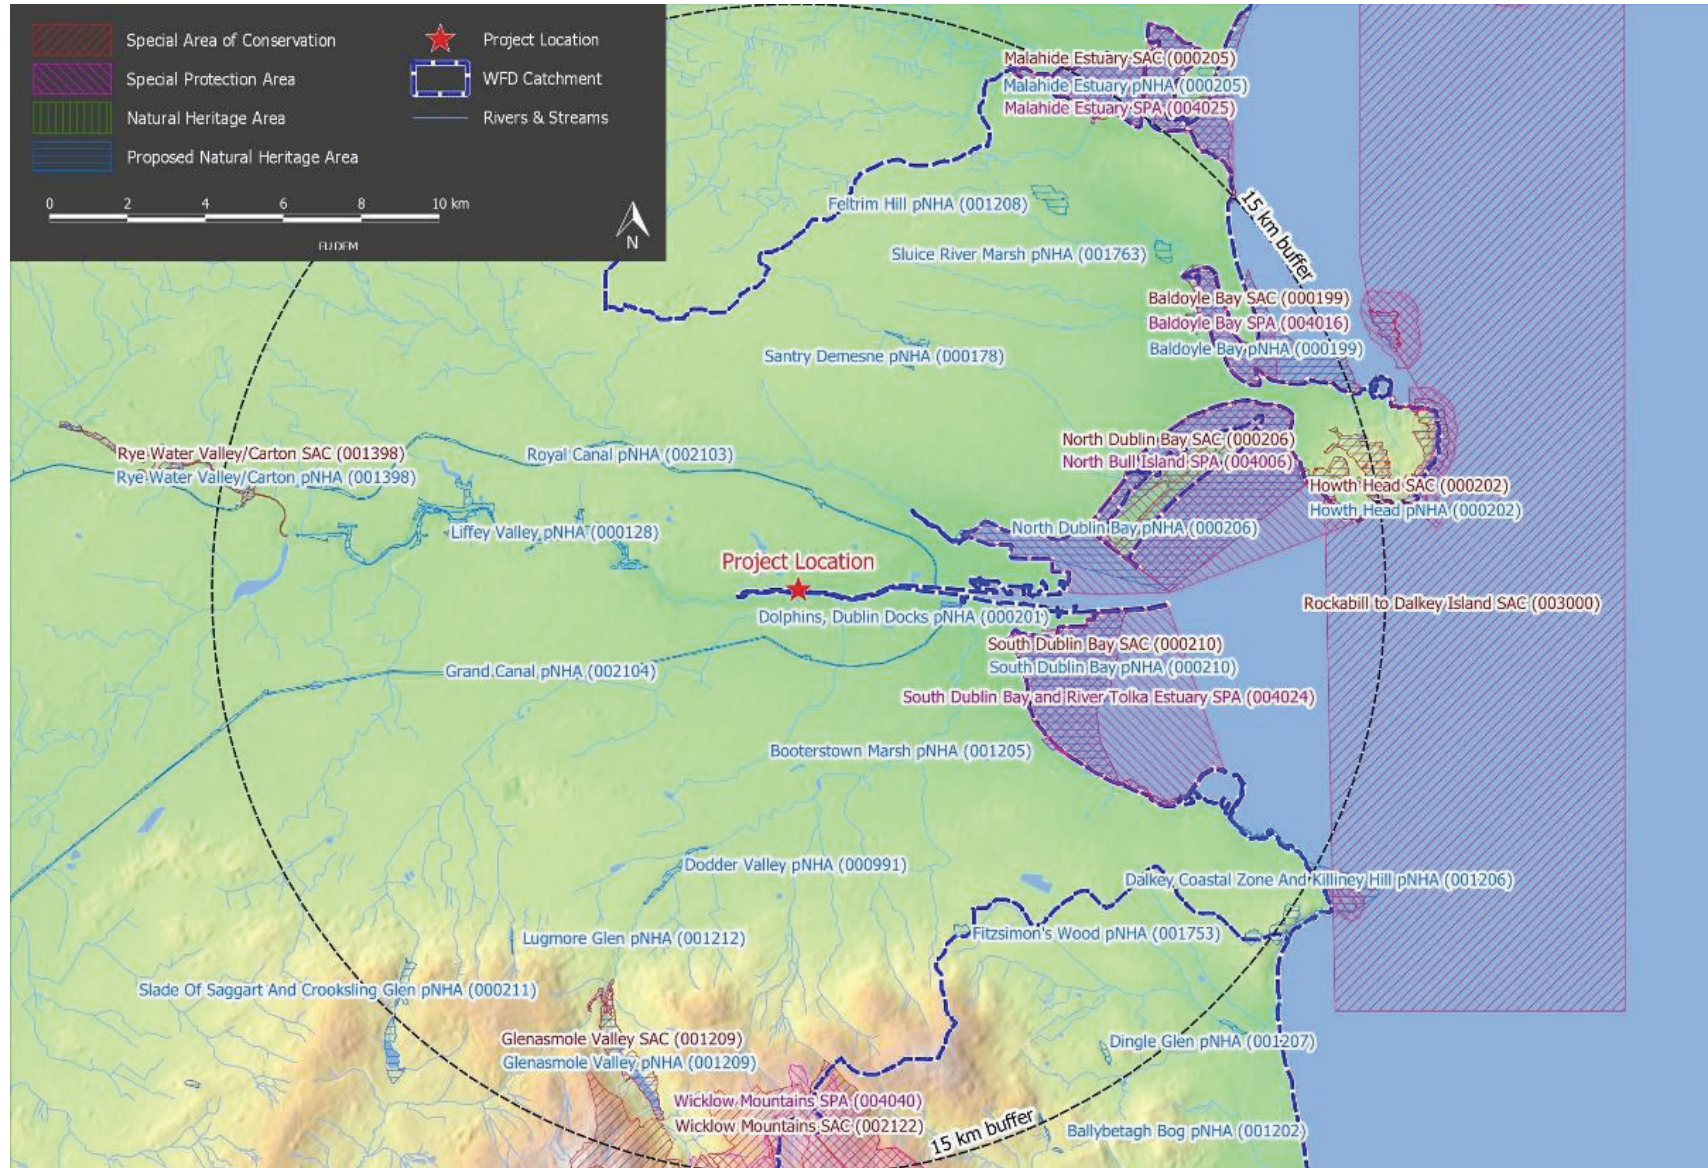 Special Area of Conservation
Special Protection Area
Natural Heritage Area
Proposed Natural Heritage Area
Project Location
WFD Catchment
Rivers & Streams
0 2 4 6 8 10 km
EU DEM
N
Malahide Estuary SAC (000205)
Malahide Estuary pNHA (000205)
Malahide Estuary SPA (004025)
15 km buffer
Feltrim Hill pNHA (001208)
Sluice River Marsh pNHA (001763)
Baldoyle Bay SAC (000199)
Baldoyle Bay SPA (004016)
Baldoyle Bay pNHA (000199)
Santry Demesne pNHA (000178)
Rye Water Valley/Carton SAC (001398)
Rye Water Valley/Carton pNHA (001398)
Royal Canal pNHA (002103)
North Dublin Bay SAC (000206)
North Bull Island SPA (004006)
Howth Head SAC (000202)
Howth Head pNHA (000202)
Liffey Valley pNHA (000128)
North Dublin Bay pNHA (000206)
Project Location
Dolphins, Dublin Docks pNHA (000201)
Rockabill to Dalkey Island SAC (003000)
South Dublin Bay SAC (000210)
South Dublin Bay pNHA (000210)
Grand Canal pNHA (002104)
South Dublin Bay and River Tolka Estuary SPA (004024)
Booterstown Marsh pNHA (001205)
Dodder Valley pNHA (000991)
Dalkey Coastal Zone And Killiney Hill pNHA (001206)
Lugmore Glen pNHA (001212)
Fitzsimon's Wood pNHA (001753)
Slade Of Saggart And Crooksling Glen pNHA (000211)
Glenasmole Valley SAC (001209)
Glenasmole Valley pNHA (001209)
Dingle Glen pNHA (001207)
Wicklow Mountains SPA (004040)
Wicklow Mountains SAC (002122)
15 km buffer
Ballybetagh Bog pNHA (001202)